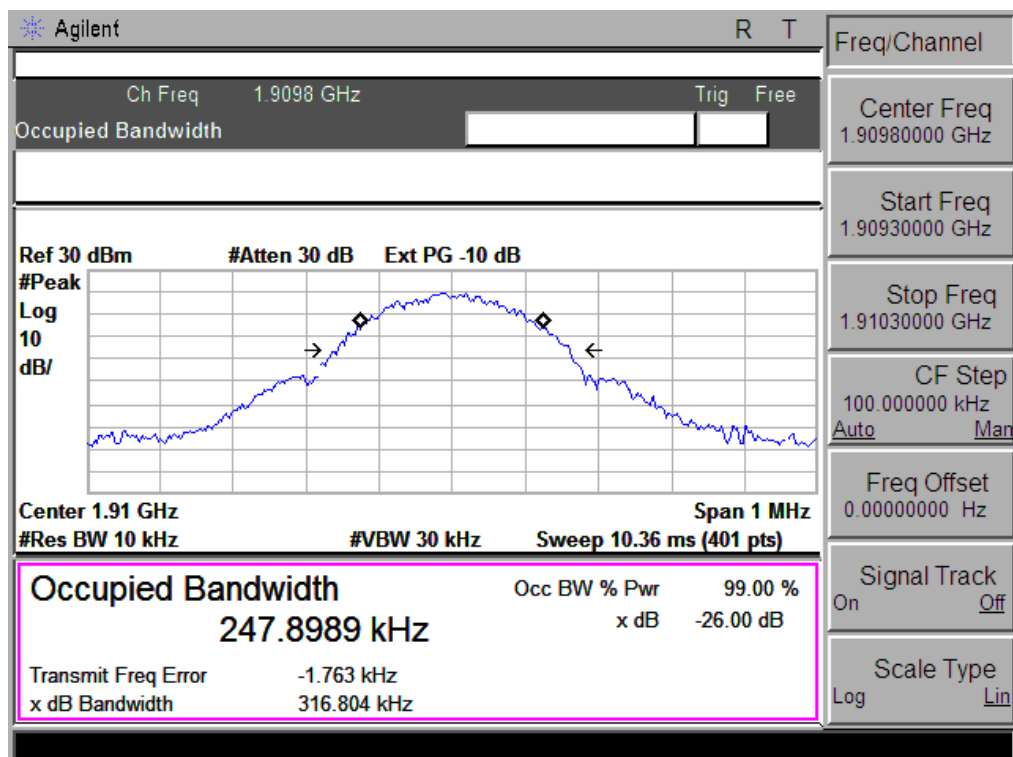 Agilent R T
Ch Freq 1.9098 GHz Trig Free
Occupied Bandwidth
Ref 30 dBm #Atten 30 dB Ext PG -10 dB
#Peak
Log
10
dB/
Center 1.91 GHz Span 1 MHz
#Res BW 10 kHz #VBW 30 kHz Sweep 10.36 ms (401 pts)
Occupied Bandwidth Occ BW % Pwr 99.00 %
247.8989 kHz x dB -26.00 dB
Transmit Freq Error -1.763 kHz
x dB Bandwidth 316.804 kHz
Freq/Channel
Center Freq
1.90980000 GHz
Start Freq
1.90930000 GHz
Stop Freq
1.91030000 GHz
CF Step
100.000000 kHz
Auto Man
Freq Offset
0.00000000 Hz
Signal Track
On Off
Scale Type
Log Lin